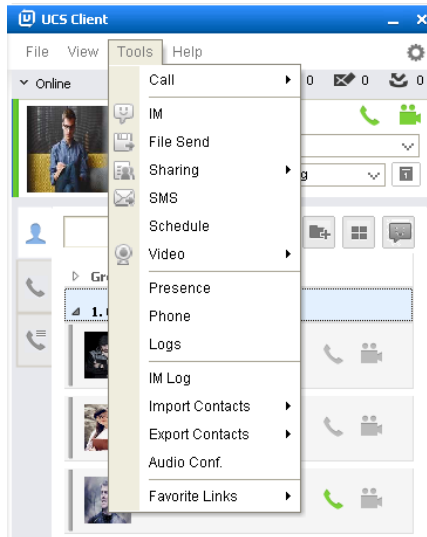 UCS Client
File View Tools Help
Online 0 0 0
Call
IM
File Send
Sharing
SMS
Schedule
Video
Presence
Phone
Logs
IM Log
Import Contacts
Export Contacts
Audio Conf.
Favorite Links
g
1
Gr
1.